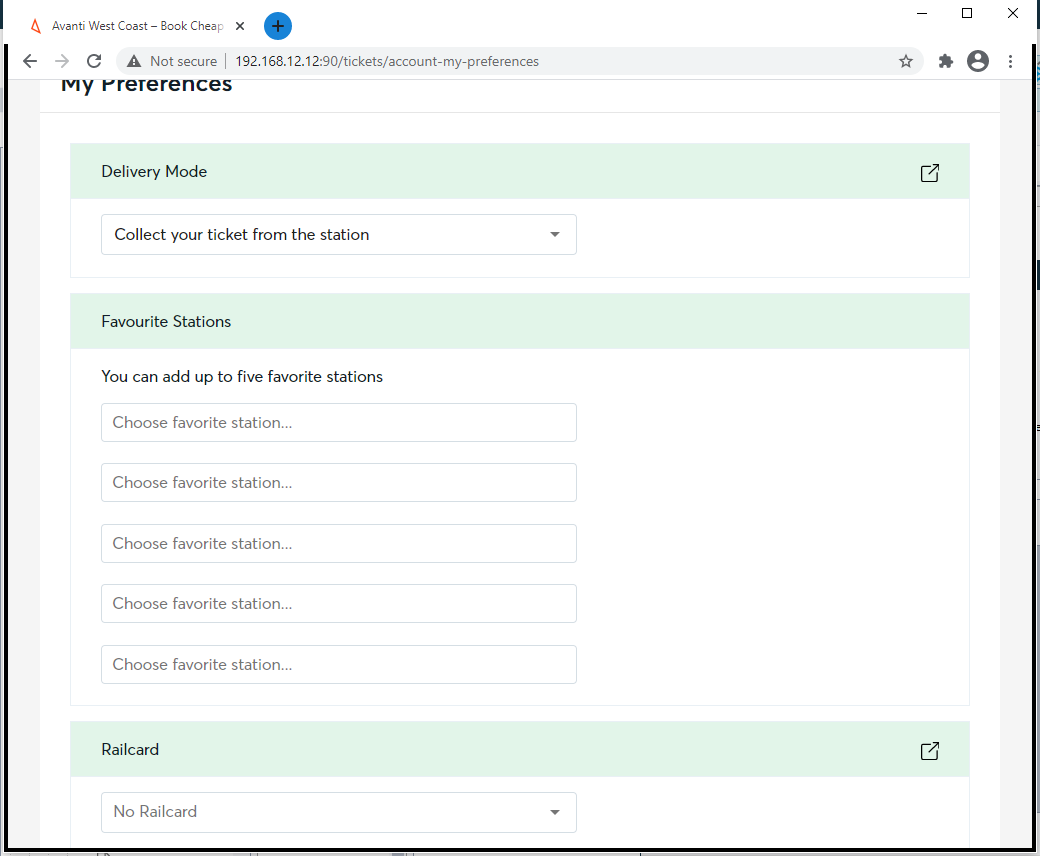 Avanti West Coast – Book Cheap
Not secure
192.168.12.12:90/tickets/account-my-preferences
My Preferences
Delivery Mode
Collect your ticket from the station
Favourite Stations
You can add up to five favorite stations
Choose favorite station...
Choose favorite station...
Choose favorite station...
Choose favorite station...
Choose favorite station...
Railcard
No Railcard